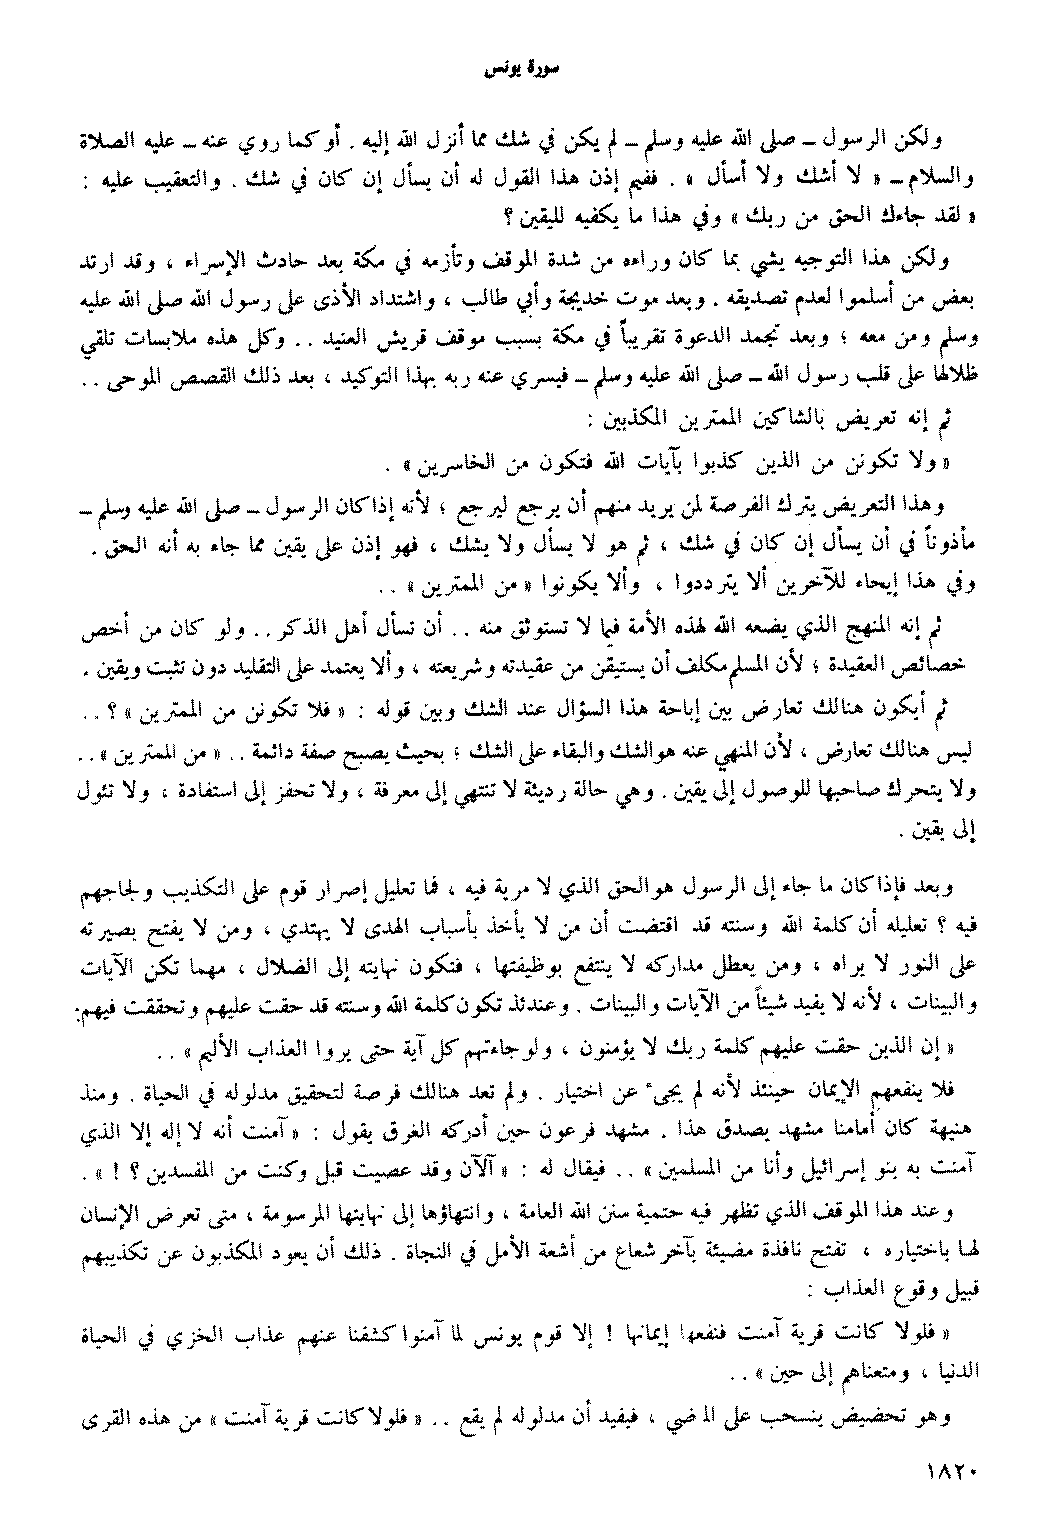 سورة يونس
ولكن الرسول ــ صلى الله عليه وسلم ــ لم يكن في شك مما أنزل الله إليه . أو كما روي عنه ــ عليه الصلاة
والسلام ــ « لا أشك ولا أسأل » . ففيم إذن هذا القول له أن يسأل إن كان في شك . والتعقيب عليه :
« لقد جاءك الحق من ربك » وفي هذا ما يكفيه لليقين ؟
ولكن هذا التوجيه يشي بما كان وراءه من شدة الموقف وتأزمه في مكة بعد حادث الإسراء ، وقد ارتد
بعض من أسلموا لعدم تصديقه . وبعد موت خديجة وأبي طالب ، واشتداد الأذى على رسول الله صلى الله عليه
وسلم ومن معه ؛ وبعد تجمد الدعوة تقريباً في مكة بسبب موقف قريش العنيد .. وكل هذه ملابسات تلقي
ظلالها على قلب رسول الله ــ صلى الله عليه وسلم ــ فيسري عنه ربه بهذا التوكيد ، بعد ذلك القصص الموحى ..
ثم إنه تعريض بالشاكين الممترين المكذبين :
« ولا تكونن من الذين كذبوا بآيات الله فتكون من الخاسرين » .
وهذا التعريض يترك الفرصة لمن يريد منهم أن يرجع ليرجع ؛ لأنه إذا كان الرسول ــ صلى الله عليه وسلم ــ
مأذوناً في أن يسأل إن كان في شك ، ثم هو لا يسأل ولا يشك ، فهو إذن على يقين مما جاء به أنه الحق .
وفي هذا إيحاء للآخرين ألا يترددوا ، وألا يكونوا « من الممترين » ..
ثم إنه المنهج الذي يضعه الله لهذه الأمة فيما لا تستوثق منه .. أن تسأل أهل الذكر .. ولو كان من أخص
خصائص العقيدة ؛ لأن المسلم مكلف أن يستيقن من عقيدته وشريعته ، وألا يعتمد على التقليد دون تثبت ويقين .
ثم أيكون هنالك تعارض بين إباحة هذا السؤال عند الشك وبين قوله : « فلا تكونن من الممترين » ؟ ..
ليس هنالك تعارض ، لأن المنهي عنه هو الشك والبقاء على الشك ؛ بحيث يصبح صفة دائمة .. « من الممترين » ..
ولا يتحرك صاحبها للوصول إلى يقين . وهي حالة رديئة لا تنتهي إلى معرفة ، ولا تحفز إلى استفادة ، ولا تئول
إلى يقين .
وبعد فإذا كان ما جاء إلى الرسول هو الحق الذي لا مرية فيه ، فما تعليل إصرار قوم على التكذيب ولجاجهم
فيه ؟ تعليله أن كلمة الله وسنته قد اقتضت أن من لا يأخذ بأسباب الهدى لا يهتدي ، ومن لا يفتح بصيرته
على النور لا يراه ، ومن يعطل مداركه لا ينتفع بوظيفتها ، فتكون نهايته إلى الضلال ، مهما تكن الآيات
والبينات ، لأنه لا يفيد شيئاً من الآيات والبينات . وعندئذ تكون كلمة الله وسنته قد حقت عليهم وتحققت فيهم :
« إن الذين حقت عليهم كلمة ربك لا يؤمنون ، ولو جاءتهم كل آية حتى يروا العذاب الأليم » ..
فلا ينفعهم الإيمان حينئذ لأنه لم يجئ عن اختيار . ولم تعد هنالك فرصة لتحقيق مدلوله في الحياة . ومنذ
هنيهة كان أمامنا مشهد يصدق هذا . مشهد فرعون حين أدركه الغرق يقول : « آمنت أنه لا إله إلا الذي
آمنت به بنو إسرائيل وأنا من المسلمين » .. فيقال له : « آلآن وقد عصيت قبل وكنت من المفسدين ؟ ! » .
وعند هذا الموقف الذي تظهر فيه حتمية سنن الله العامة ، وانتهاؤها إلى نهايتها المرسومة ، متى تعرض الإنسان
لها باختياره ، تفتح نافذة مضيئة بآخر شعاع من أشعة الأمل في النجاة . ذلك أن يعود المكذبون عن تكذيبهم
قبيل وقوع العذاب :
« فلولا كانت قرية آمنت فنفعها إيمانها ! إلا قوم يونس لما آمنوا كشفنا عنهم عذاب الخزي في الحياة
الدنيا ، ومتعناهم إلى حين » ..
وهو تحضيض ينسحب على الماضي ، فيفيد أن مدلوله لم يقع .. « فلولا كانت قرية آمنت » من هذه القرى
١٨٢٠